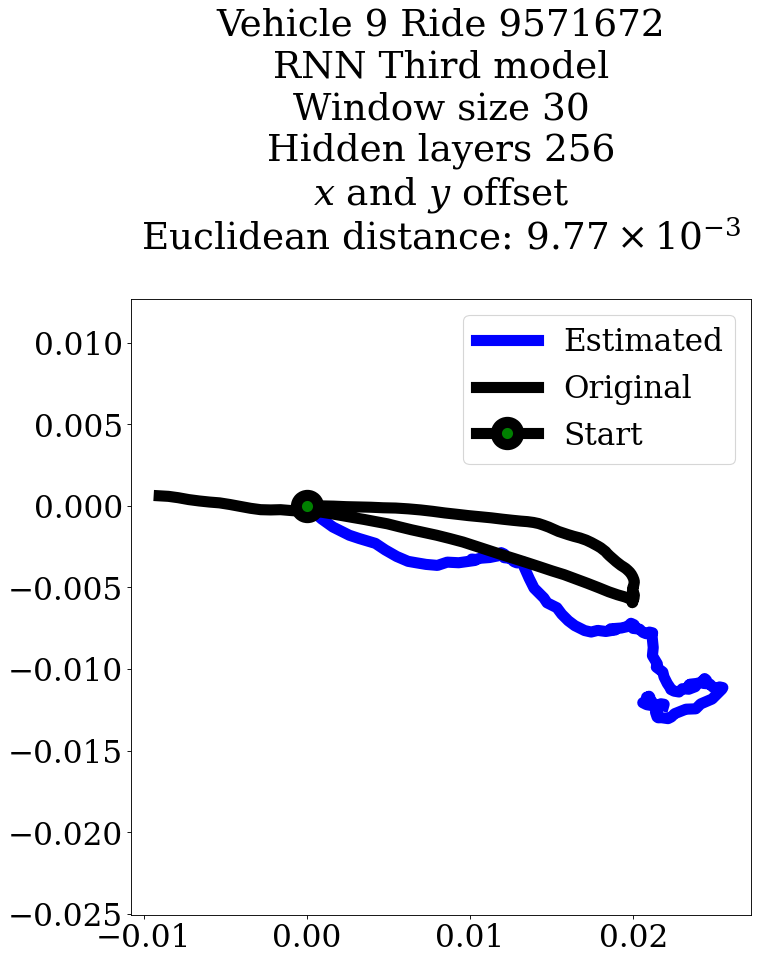 Vehicle 9 Ride 9571672
RNN Third model
Window size 30
Hidden layers 256
x and y offset
Euclidean distance: 9.77 × 10⁻³
Estimated
Original
Start
0.010
0.005
0.000
−0.005
−0.010
−0.015
−0.020
−0.025
−0.01 0.00 0.01 0.02